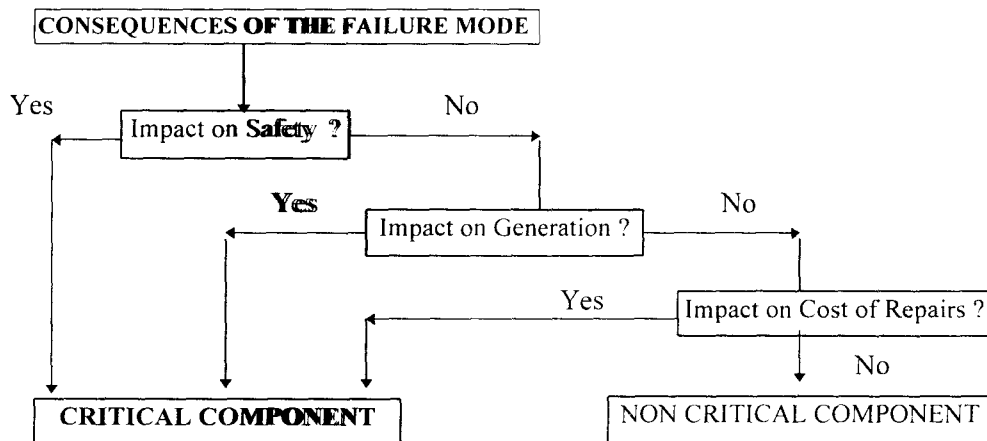 CONSEQUENCES OF THE FAILURE MODE
Yes
No
Impact on Safety ?
Yes
No
Impact on Generation ?
Yes
Impact on Cost of Repairs ?
No
CRITICAL COMPONENT
NON CRITICAL COMPONENT